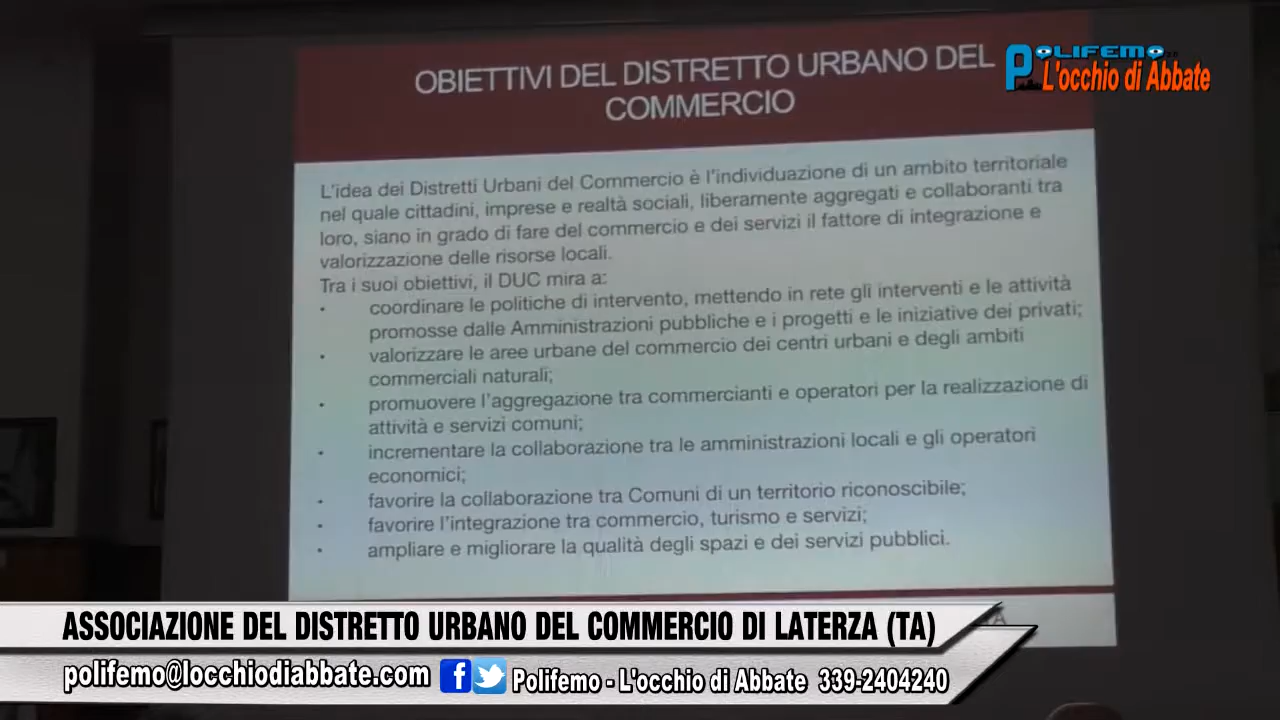 POLIFEMO
L'occhio di Abbate
OBIETTIVI DEL DISTRETTO URBANO DEL
COMMERCIO
L'idea dei Distretti Urbani del Commercio è l'individuazione di un ambito territoriale
nel quale cittadini, imprese e realtà sociali, liberamente aggregati e collaboranti tra
loro, siano in grado di fare del commercio e dei servizi il fattore di integrazione e
valorizzazione delle risorse locali.
Tra i suoi obiettivi, il DUC mira a:
• coordinare le politiche di intervento, mettendo in rete gli interventi e le attività
promosse dalle Amministrazioni pubbliche e i progetti e le iniziative dei privati;
• valorizzare le aree urbane del commercio dei centri urbani e degli ambiti
commerciali naturali;
• promuovere l'aggregazione tra commercianti e operatori per la realizzazione di
attività e servizi comuni;
• incrementare la collaborazione tra le amministrazioni locali e gli operatori
economici;
• favorire la collaborazione tra Comuni di un territorio riconoscibile;
• favorire l'integrazione tra commercio, turismo e servizi;
• ampliare e migliorare la qualità degli spazi e dei servizi pubblici.
ASSOCIAZIONE DEL DISTRETTO URBANO DEL COMMERCIO DI LATERZA (TA)
polifemo@locchiodiabbate.com f Polifemo - L'occhio di Abbate 339-2404240